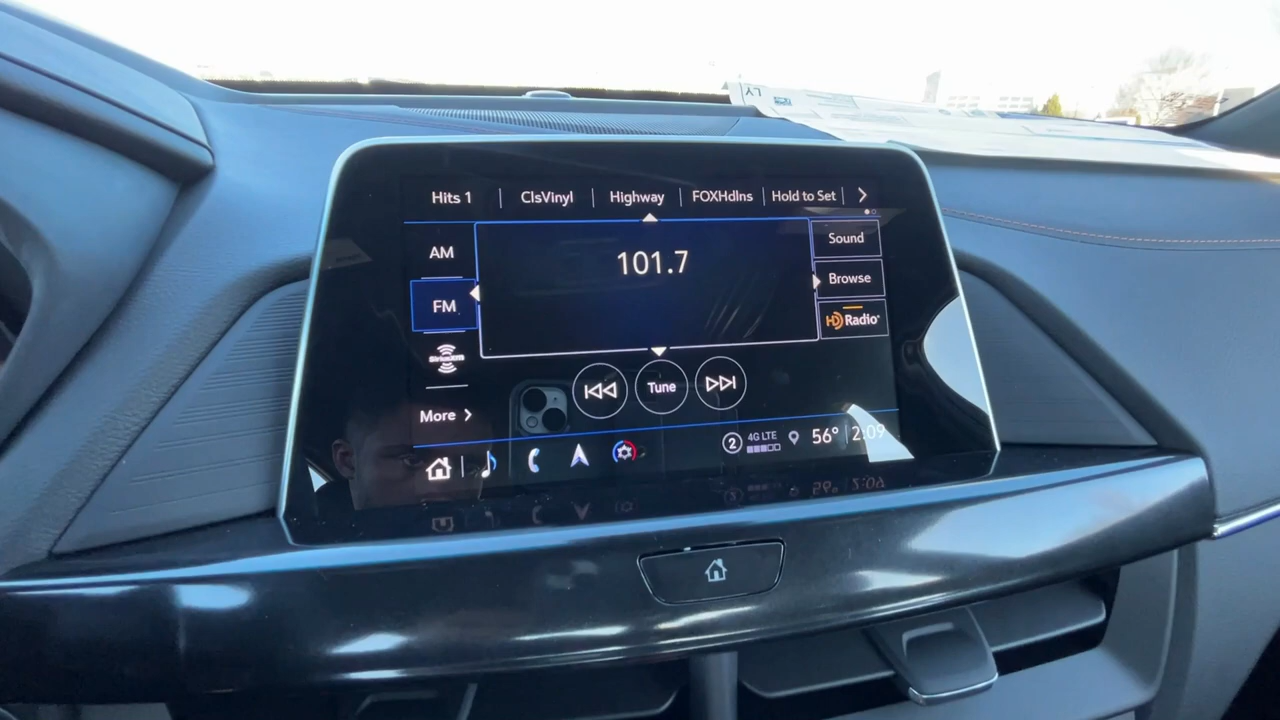 Hits 1
ClsVinyl
Highway
FOXHdlns
Hold to Set
AM
101.7
Sound
FM
Browse
HD Radio
SiriusXM
Tune
More
2
4G LTE
56°
2:09